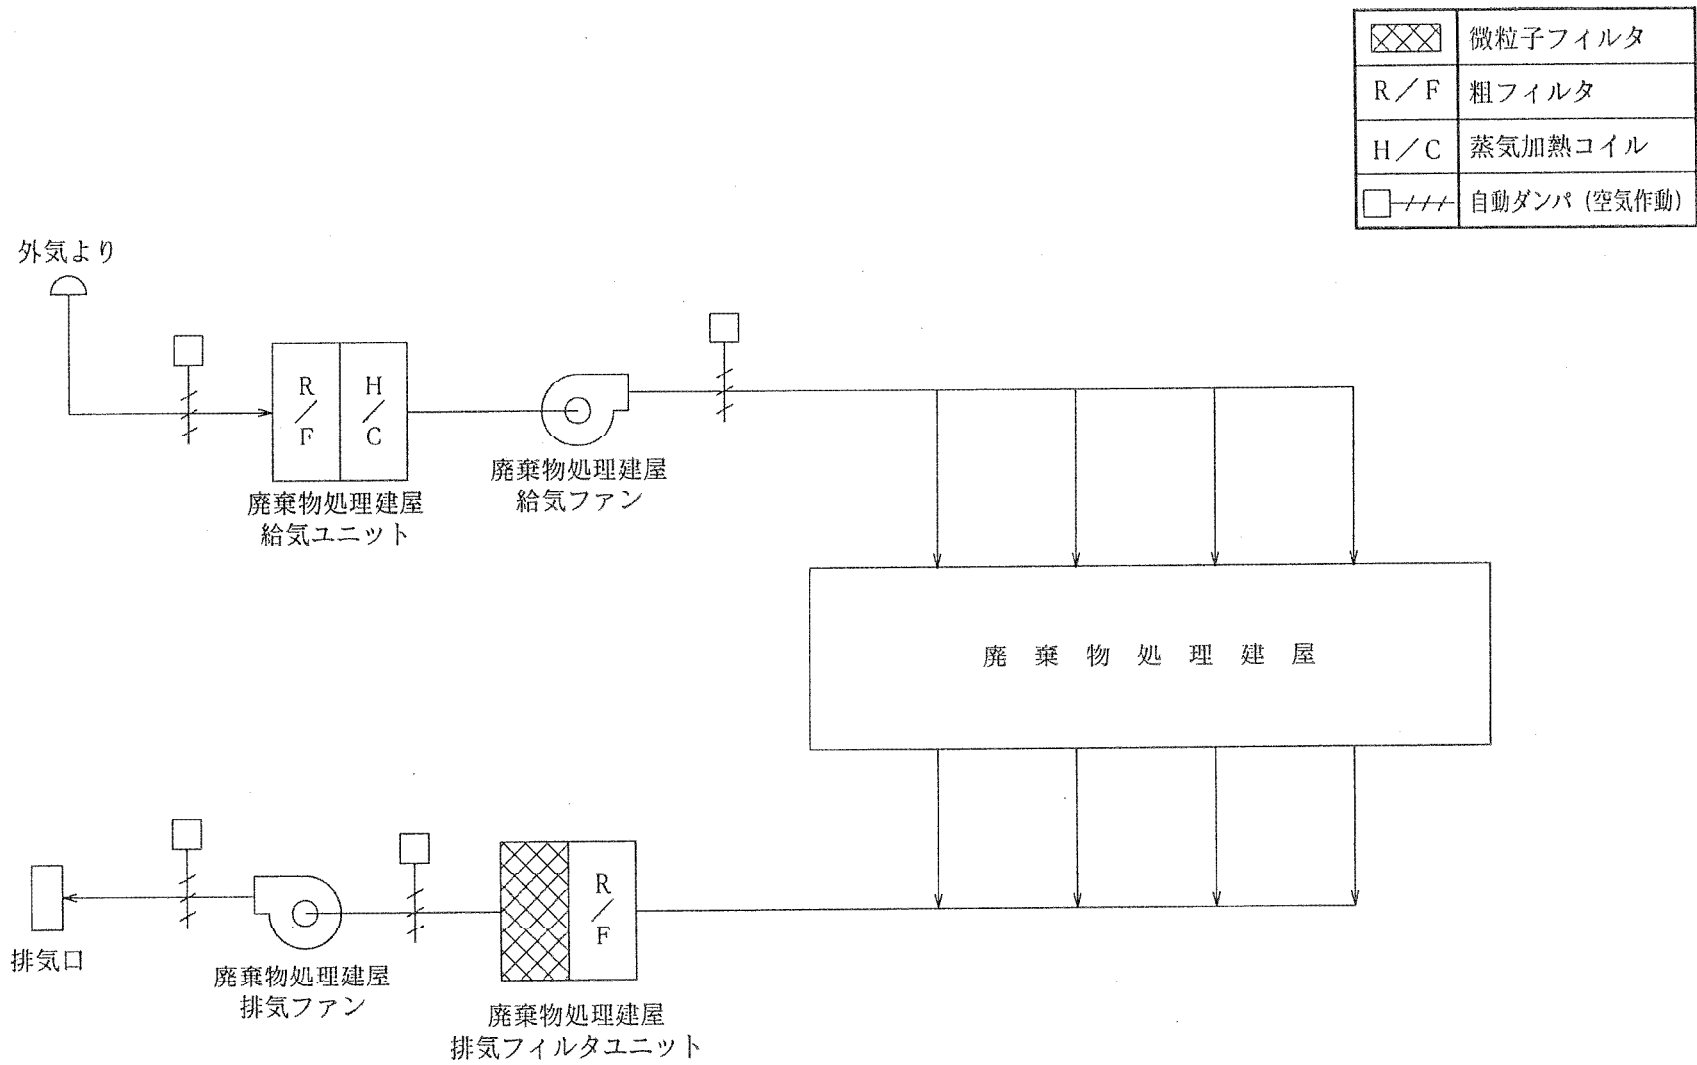 微粒子フィルタ
R/F 粗フィルタ
H/C 蒸気加熱コイル
自動ダンパ(空気作動)
外気より
R/F
H/C
廃棄物処理建屋
給気ユニット
廃棄物処理建屋
給気ファン
廃棄物処理建屋
排気口
廃棄物処理建屋
排気ファン
R/F
廃棄物処理建屋
排気フィルタユニット